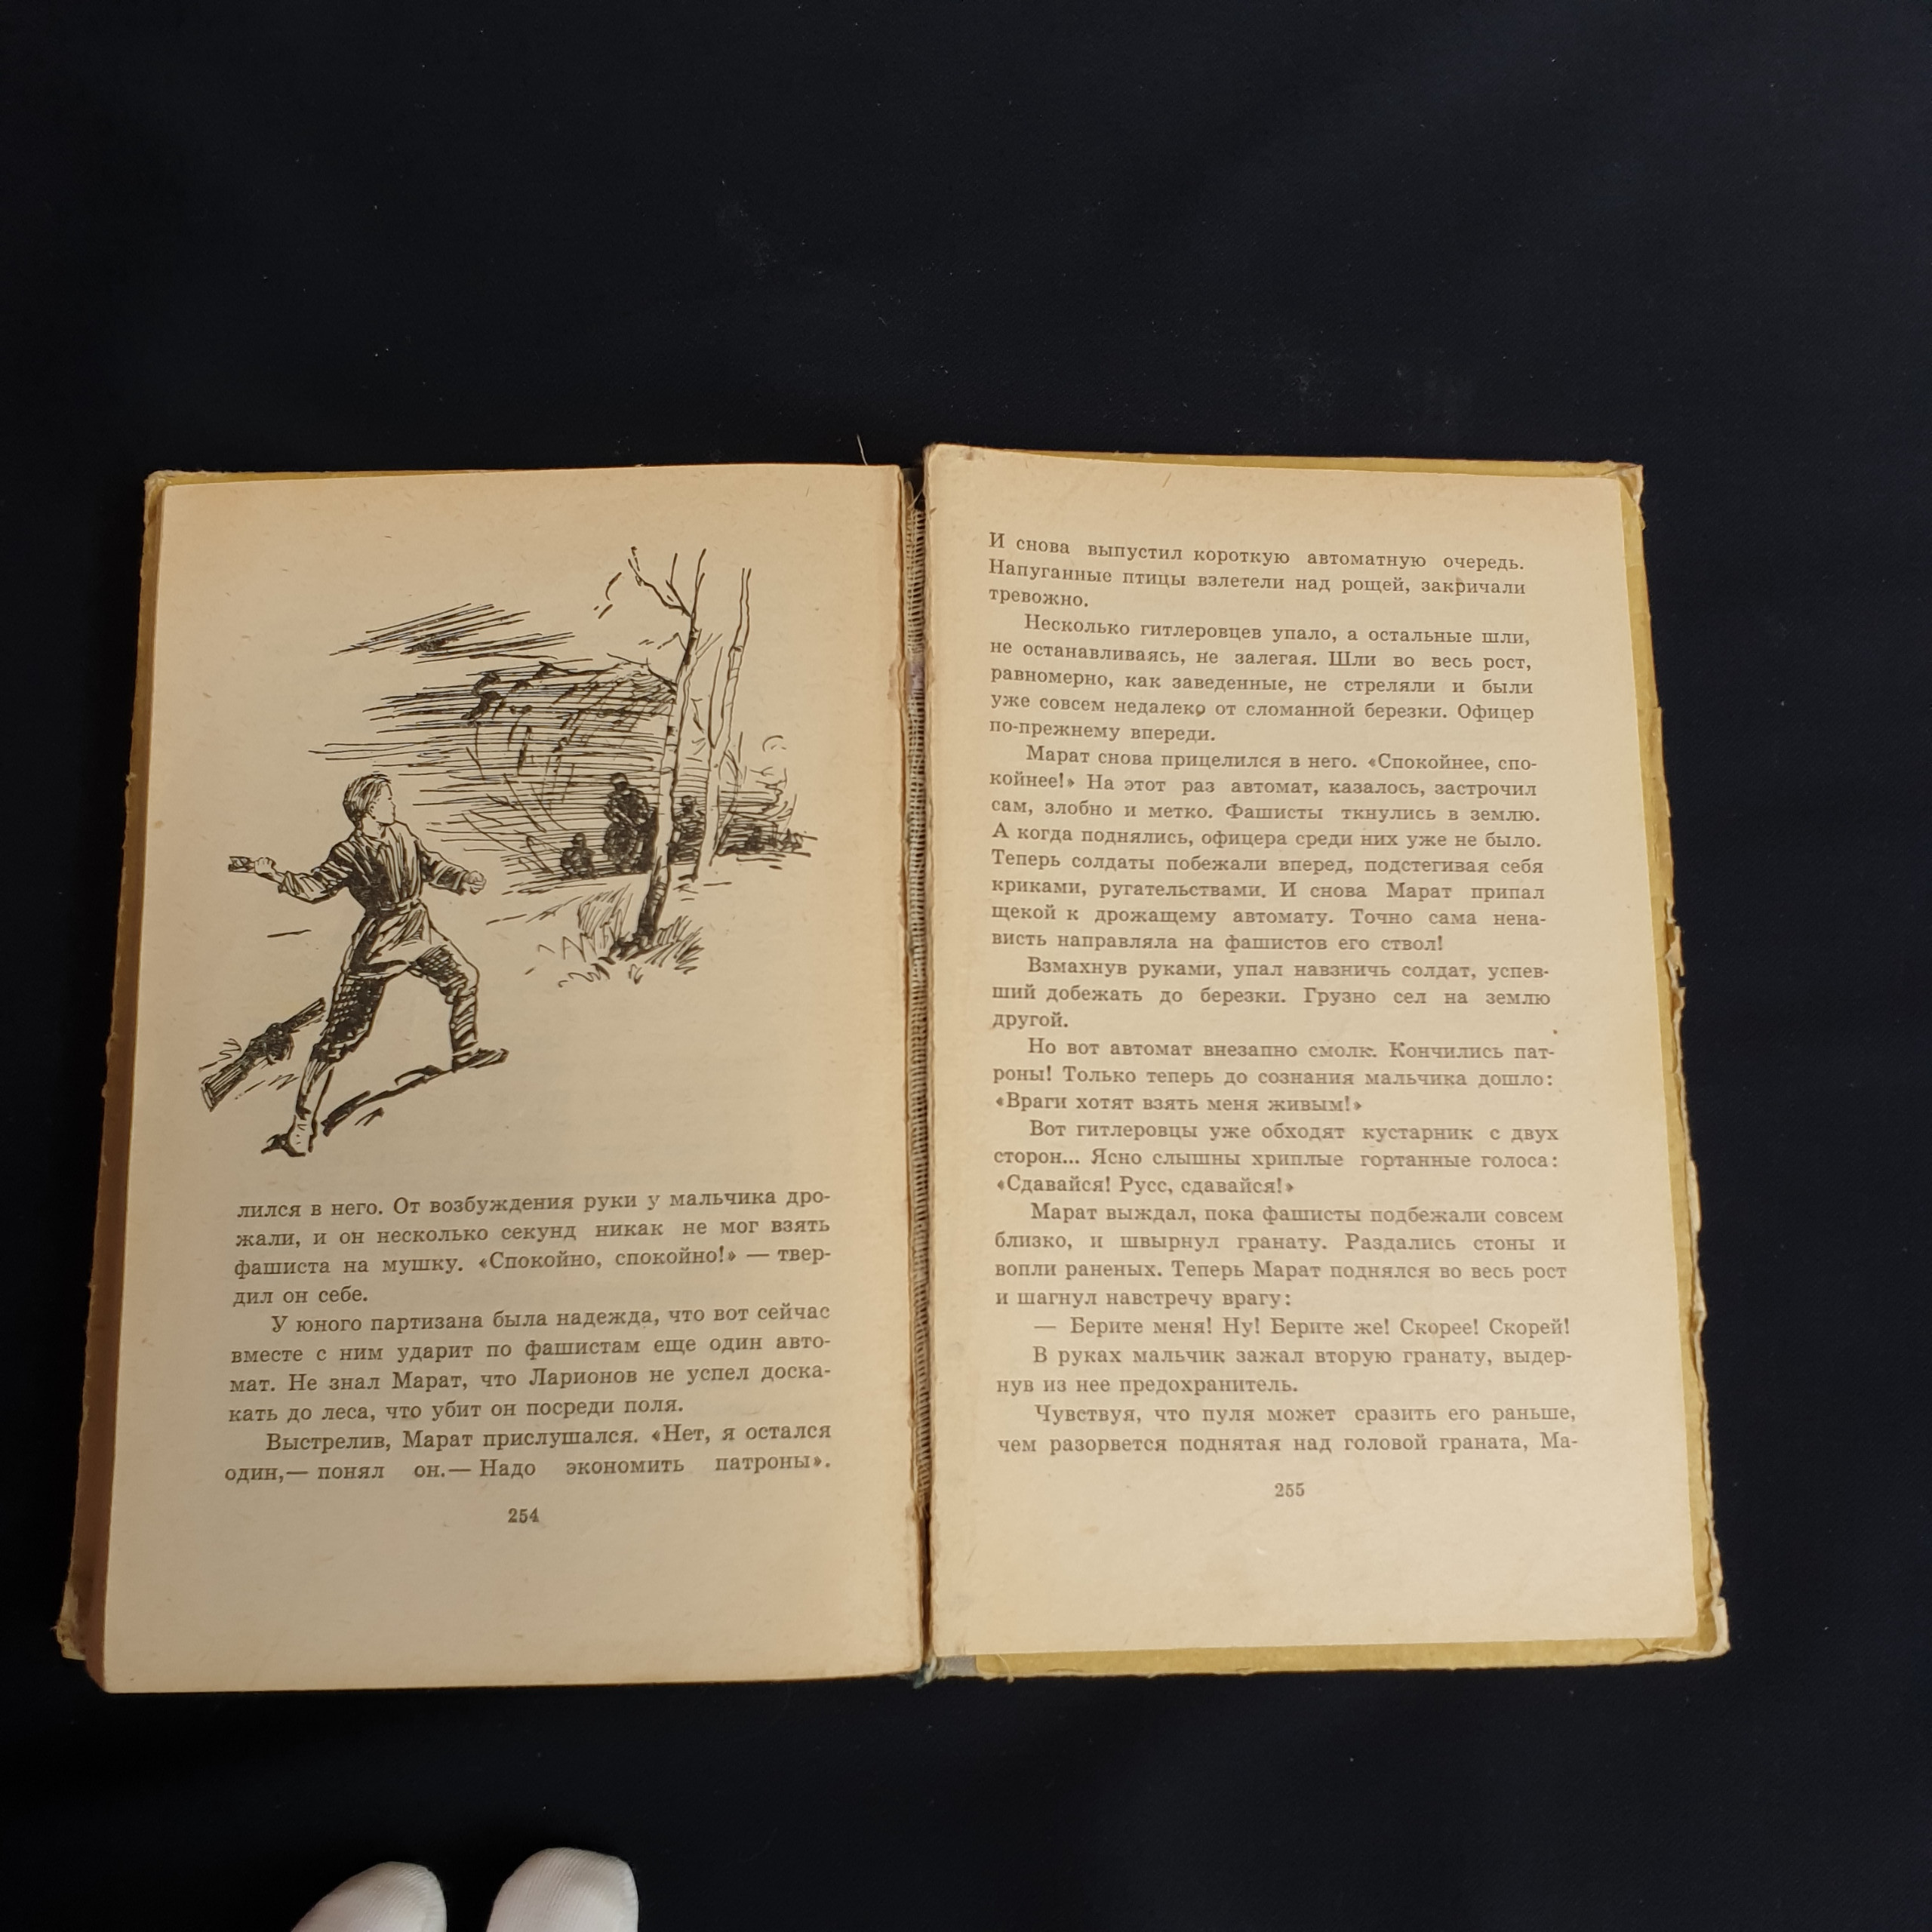 лился в него. От возбуждения руки у мальчика дро-
жали, и он несколько секунд никак не мог взять
фашиста на мушку. «Спокойно, спокойно!» — твер-
дил он себе.
У юного партизана была надежда, что вот сейчас
вместе с ним ударит по фашистам еще один авто-
мат. Не знал Марат, что Ларионов не успел доска-
кать до леса, что убит он посреди поля.
Выстрелив, Марат прислушался. «Нет, я остался
один,— понял он.— Надо экономить патроны».
254
И снова выпустил короткую автоматную очередь.
Напуганные птицы взлетели над рощей, закричали
тревожно.
Несколько гитлеровцев упало, а остальные шли,
не останавливаясь, не залегая. Шли во весь рост,
равномерно, как заведенные, не стреляли и были
уже совсем недалеко от сломанной березки. Офицер
по-прежнему впереди.
Марат снова прицелился в него. «Спокойнее, спо-
койнее!» На этот раз автомат, казалось, застрочил
сам, злобно и метко. Фашисты ткнулись в землю.
А когда поднялись, офицера среди них уже не было.
Теперь солдаты побежали вперед, подстегивая себя
криками, ругательствами. И снова Марат припал
щекой к дрожащему автомату. Точно сама нена-
висть направляла на фашистов его ствол!
Взмахнув руками, упал навзничь солдат, успев-
ший добежать до березки. Грузно сел на землю
другой.
Но вот автомат внезапно смолк. Кончились пат-
роны! Только теперь до сознания мальчика дошло:
«Враги хотят взять меня живым!»
Вот гитлеровцы уже обходят кустарник с двух
сторон... Ясно слышны хриплые гортанные голоса:
«Сдавайся! Русс, сдавайся!»
Марат выждал, пока фашисты подбежали совсем
близко, и швырнул гранату. Раздались стоны и
вопли раненых. Теперь Марат поднялся во весь рост
и шагнул навстречу врагу:
— Берите меня! Ну! Берите же! Скорее! Скорей!
В руках мальчик зажал вторую гранату, выдер-
нув из нее предохранитель.
Чувствуя, что пуля может сразить его раньше,
чем разорвется поднятая над головой граната, Ма-
255